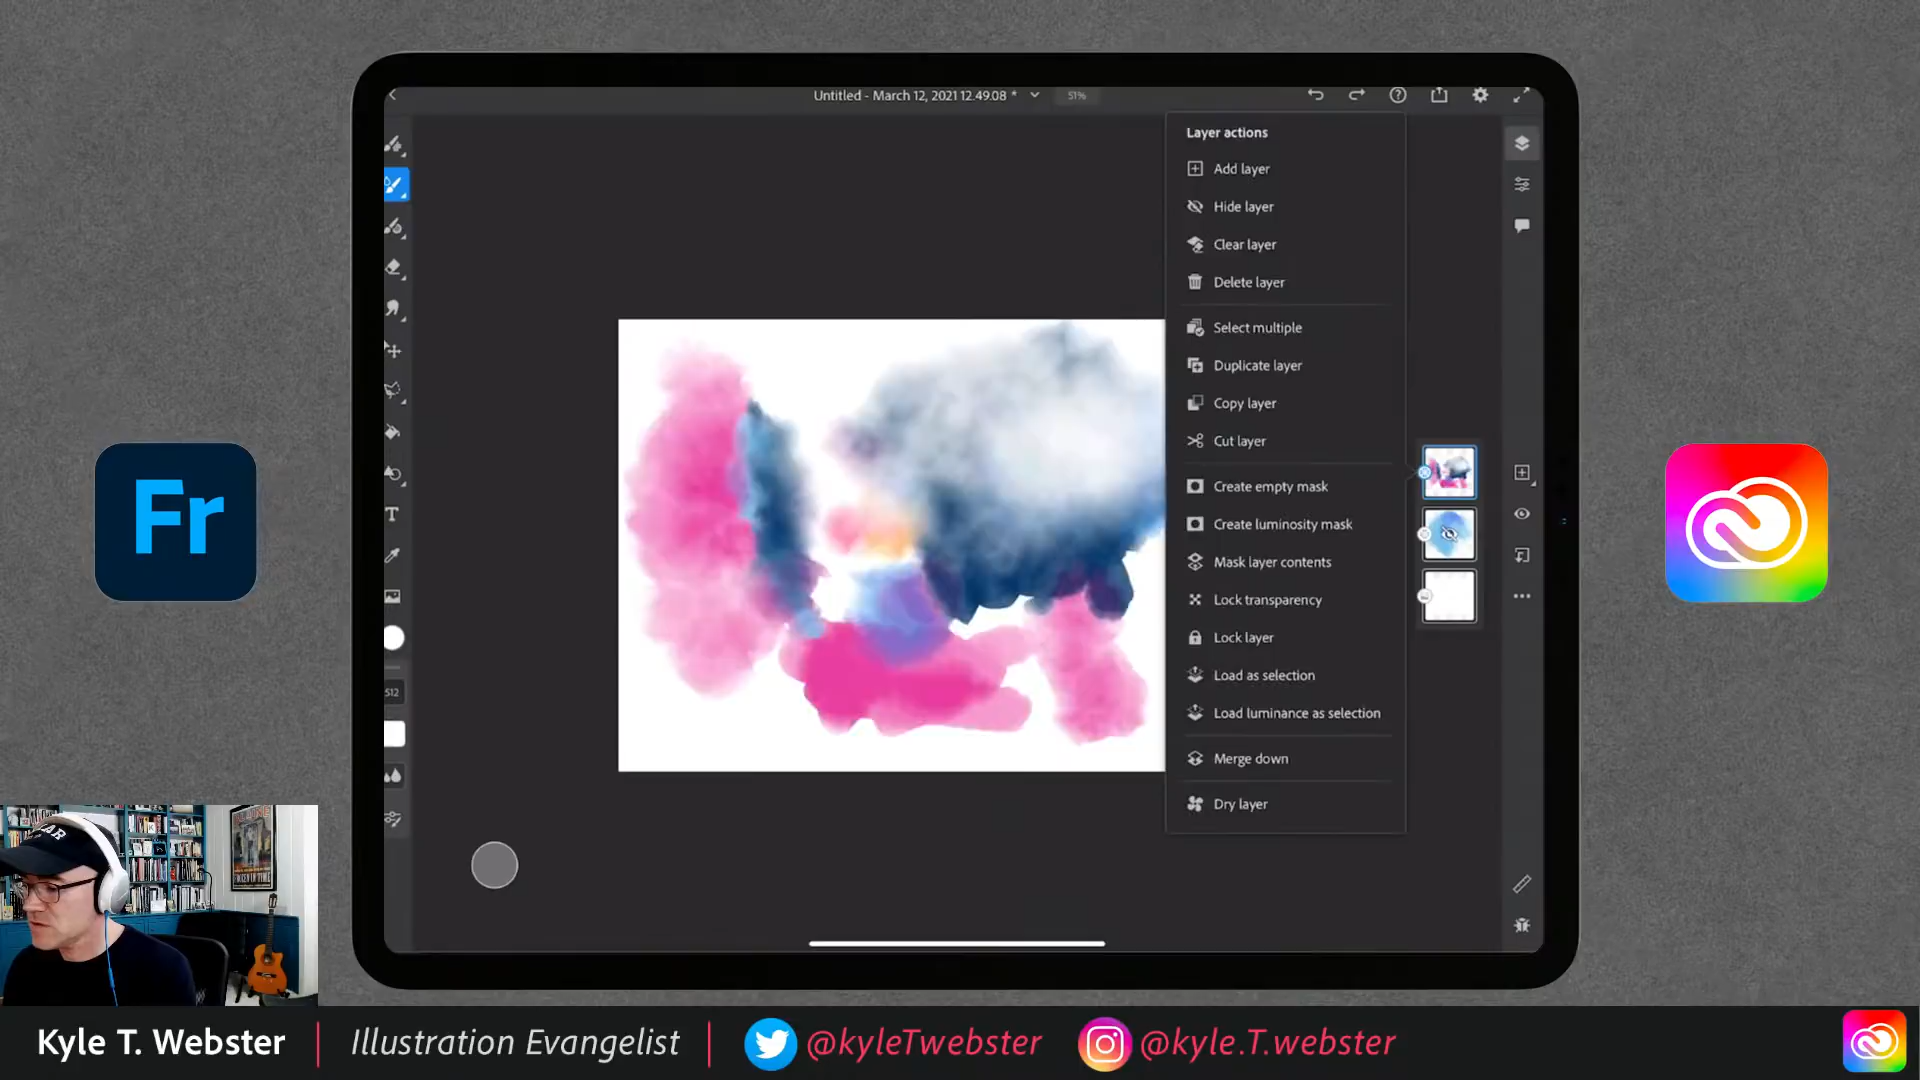 Untitled - March 12, 2021 12.49.08 *
51%
Layer actions
Add layer
Hide layer
Clear layer
Delete layer
Select multiple
Duplicate layer
Copy layer
Cut layer
Create empty mask
Create luminosity mask
Mask layer contents
Lock transparency
Lock layer
Load as selection
Load luminance as selection
Merge down
Dry layer
T
512
Fr
Kyle T. Webster
Illustration Evangelist
@kyleTwebster
@kyle.T.webster